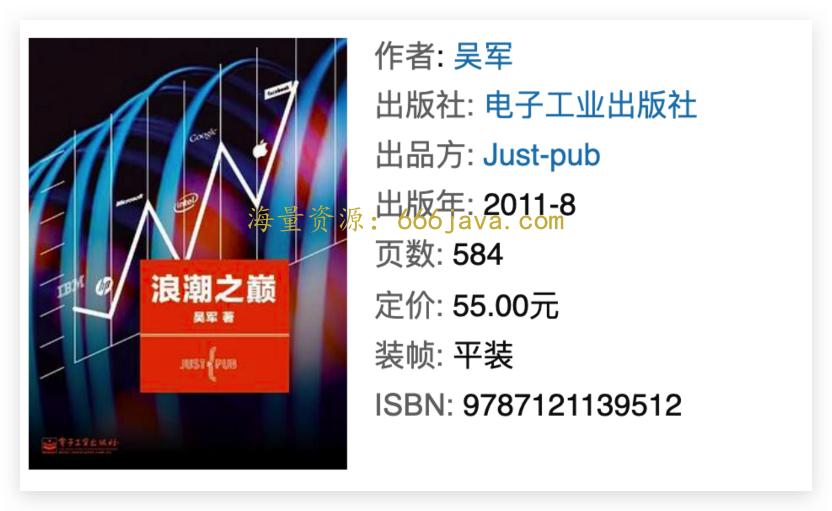 作者: 吴军
出版社: 电子工业出版社
出品方: Just-pub
出版年: 2011-8
页数: 584
定价: 55.00元
装帧: 平装
ISBN: 9787121139512
海量资源：666java.com
facebook
Google
Microsoft
intel
IBM
hp
浪潮之巅
吴军 著
JUST PUB
电子工业出版社